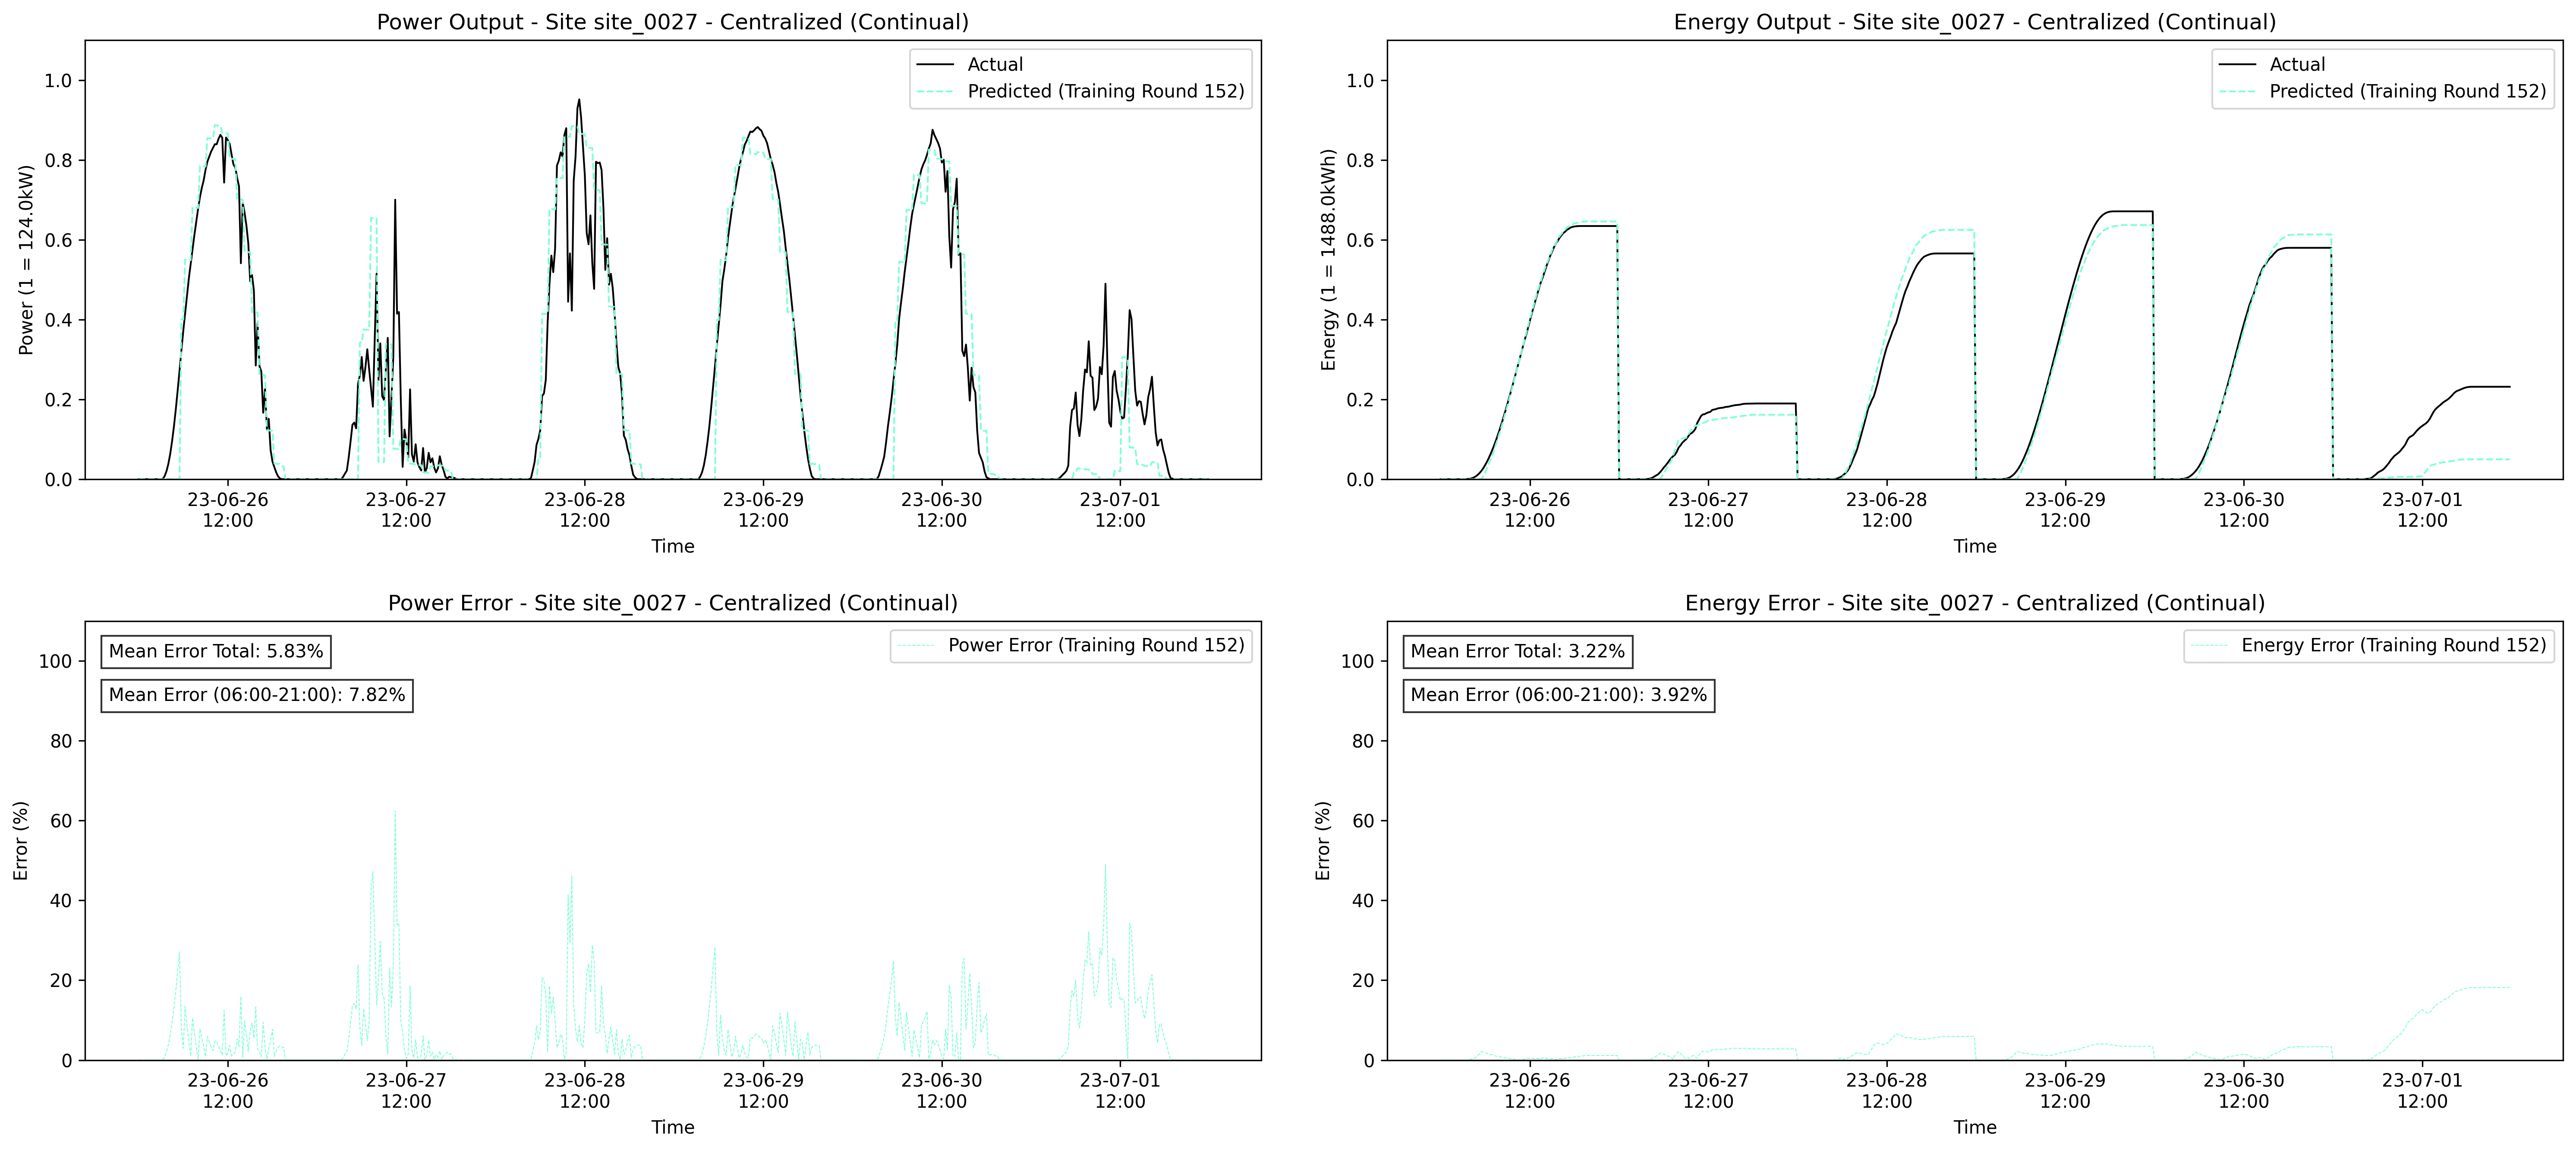 Power Output - Site site_0027 - Centralized (Continual)
Power (1 = 124.0kW)
1.0
0.8
0.6
0.4
0.2
0.0
Actual
Predicted (Training Round 152)
23-06-26 23-06-27 23-06-28 23-06-29 23-06-30 23-07-01
12:00 12:00 12:00 12:00 12:00 12:00
Time
Energy Output - Site site_0027 - Centralized (Continual)
Energy (1 = 1488.0kWh)
1.0
0.8
0.6
0.4
0.2
0.0
Actual
Predicted (Training Round 152)
23-06-26 23-06-27 23-06-28 23-06-29 23-06-30 23-07-01
12:00 12:00 12:00 12:00 12:00 12:00
Time
Power Error - Site site_0027 - Centralized (Continual)
Error (%)
100
80
60
40
20
0
Mean Error Total: 5.83%
Mean Error (06:00-21:00): 7.82%
Power Error (Training Round 152)
23-06-26 23-06-27 23-06-28 23-06-29 23-06-30 23-07-01
12:00 12:00 12:00 12:00 12:00 12:00
Time
Energy Error - Site site_0027 - Centralized (Continual)
Error (%)
100
80
60
40
20
0
Mean Error Total: 3.22%
Mean Error (06:00-21:00): 3.92%
Energy Error (Training Round 152)
23-06-26 23-06-27 23-06-28 23-06-29 23-06-30 23-07-01
12:00 12:00 12:00 12:00 12:00 12:00
Time